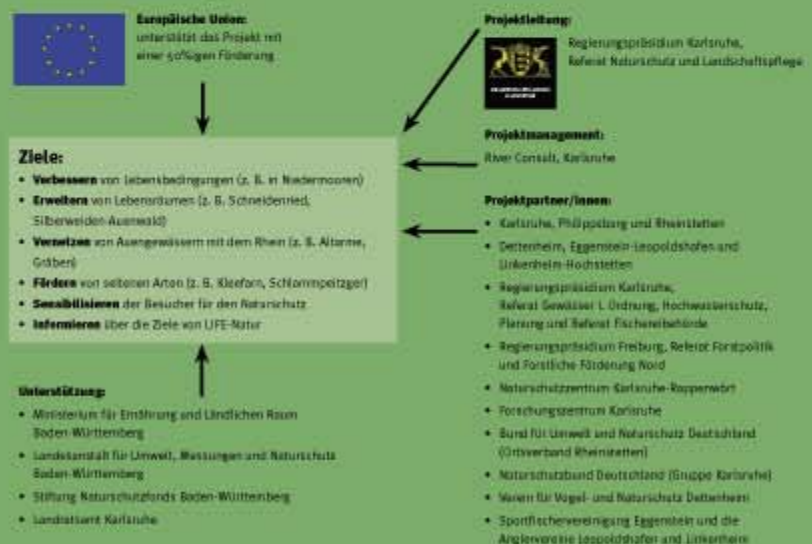 Europäische Union:
unterstützt das Projekt mit
einer 50%igen Förderung
Ziele:
• Verbessern von Lebensbedingungen (z. B. in Niedermooren)
• Erweitern von Lebensräumen (z. B. Schneidenried,
Silberweiden-Auenwald)
• Vernetzen von Auengewässern mit dem Rhein (z. B. Altarme,
Gräben)
• Fördern von seltenen Arten (z. B. Kleefarn, Schlammpeitzger)
• Sensibilisieren der Besucher für den Naturschutz
• Informieren über die Ziele von LIFE-Natur
Unterstützung:
• Ministerium für Ernährung und Ländlichen Raum
Baden-Württemberg
• Landesanstalt für Umwelt, Messungen und Naturschutz
Baden-Württemberg
• Stiftung Naturschutzfonds Baden-Württemberg
• Landratsamt Karlsruhe
Projektleitung:
Regierungspräsidium Karlsruhe,
Referat Naturschutz und Landschaftspflege
Projektmanagement:
River Consult, Karlsruhe
Projektpartner/innen:
• Karlsruhe, Philippsburg und Rheinstetten
• Dettenheim, Eggenstein-Leopoldshafen und
Linkenheim-Hochstetten
• Regierungspräsidium Karlsruhe,
Referat Gewässer I. Ordnung, Hochwasserschutz,
Planung und Referat Fischereibehörde
• Regierungspräsidium Freiburg, Referat Forstpolitik
und Forstliche Förderung Nord
• Naturschutzzentrum Karlsruhe-Rappenwört
• Forschungszentrum Karlsruhe
• Bund für Umwelt und Naturschutz Deutschland
(Ortsverband Rheinstetten)
• Naturschutzbund Deutschland (Gruppe Karlsruhe)
• Verein für Vogel- und Naturschutz Dettenheim
• Sportfischervereinigung Eggenstein und die
Anglervereine Leopoldshafen und Linkenheim